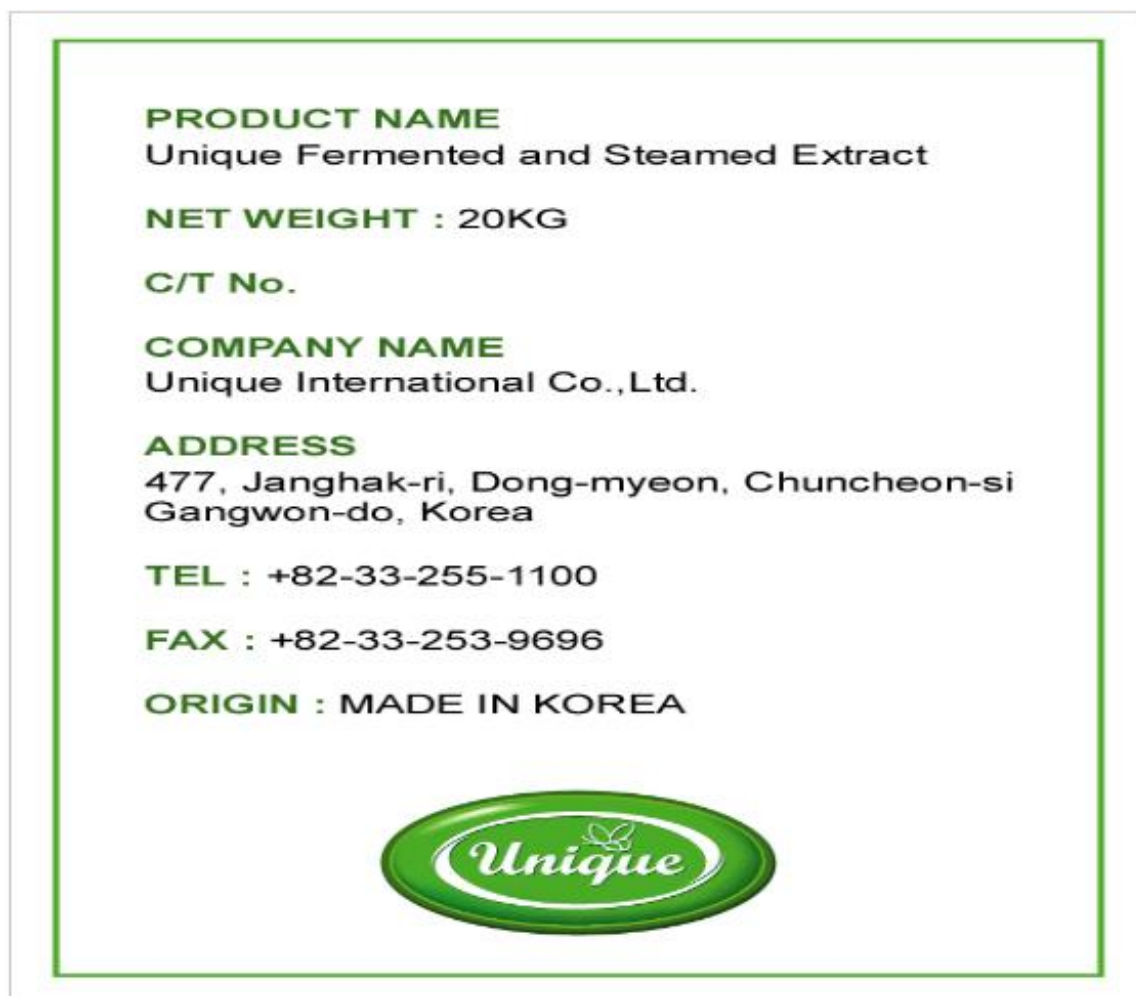 PRODUCT NAME
Unique Fermented and Steamed Extract
NET WEIGHT : 20KG
C/T No.
COMPANY NAME
Unique International Co.,Ltd.
ADDRESS
477, Janghak-ri, Dong-myeon, Chuncheon-si
Gangwon-do, Korea
TEL : +82-33-255-1100
FAX : +82-33-253-9696
ORIGIN : MADE IN KOREA
Unique